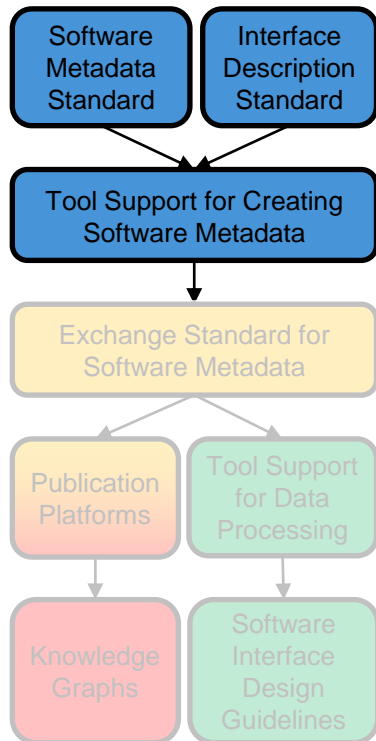 Software
Metadata
Standard
Interface
Description
Standard
Tool Support for Creating
Software Metadata
Exchange Standard for
Software Metadata
Publication
Platforms
Tool Support
for Data
Processing
Knowledge
Graphs
Software
Interface
Design
Guidelines